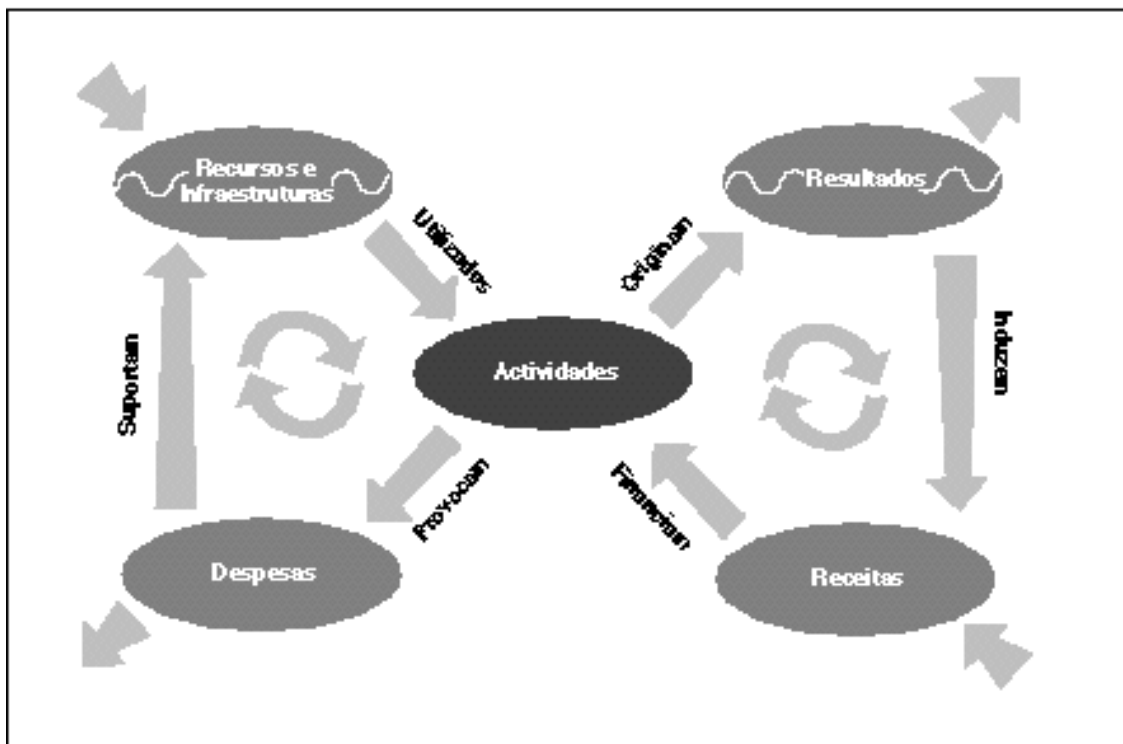 Recursos e
Infraestruturas
Resultados
Utilizados
Originam
Actividades
Suportam
Induzem
Provocam
Financiam
Despesas
Receitas